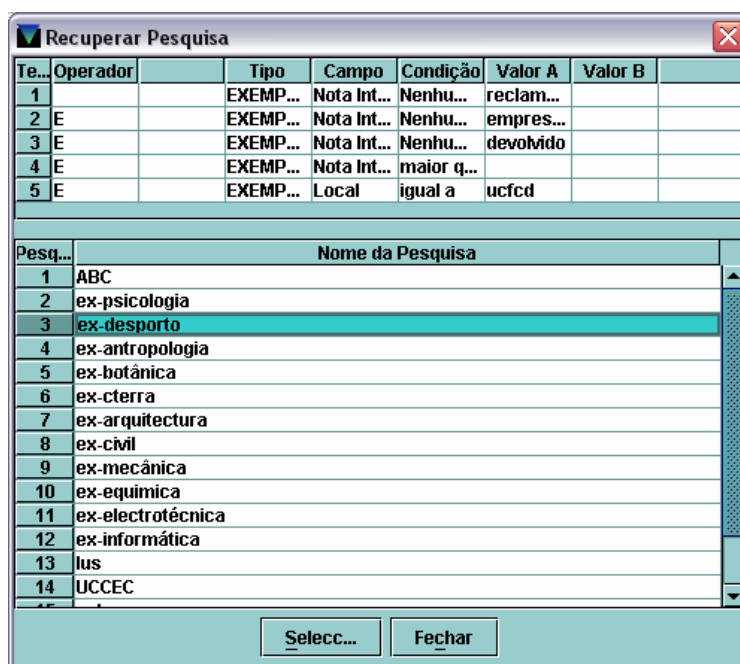 Recuperar Pesquisa
Te... Operador Tipo Campo Condição Valor A Valor B
1 EXEMP... Nota Int... Nenhu... reclam...
2 E EXEMP... Nota Int... Nenhu... empres...
3 E EXEMP... Nota Int... Nenhu... devolvido
4 E EXEMP... Nota Int... maior q...
5 E EXEMP... Local igual a ucfcd
Pesq... Nome da Pesquisa
1 ABC
2 ex-psicologia
3 ex-desporto
4 ex-antropologia
5 ex-botânica
6 ex-cterra
7 ex-arquitectura
8 ex-civil
9 ex-mecânica
10 ex-equimica
11 ex-electrotécnica
12 ex-informática
13 lus
14 UCCEC
Selecc... Fechar